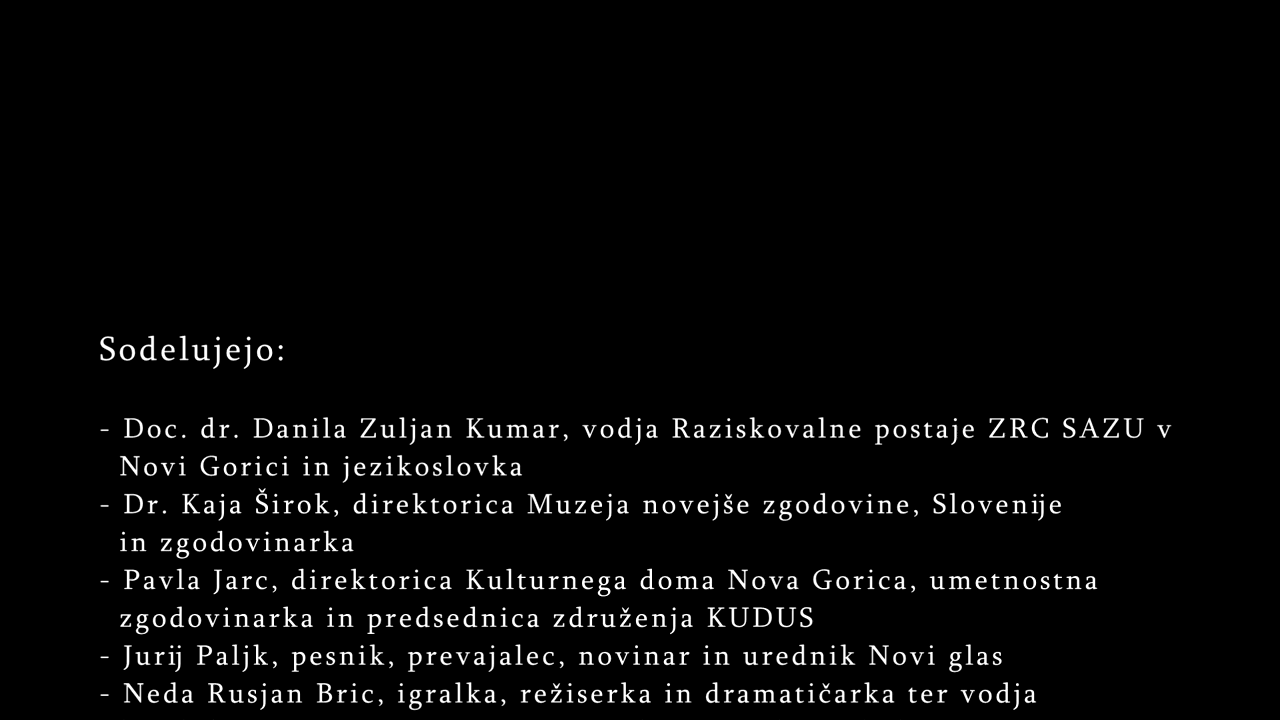 Sodelujejo:
- Doc. dr. Danila Zuljan Kumar, vodja Raziskovalne postaje ZRC SAZU v
Novi Gorici in jezikoslovka
- Dr. Kaja Širok, direktorica Muzeja novejše zgodovine, Slovenije
in zgodovinarka
- Pavla Jarc, direktorica Kulturnega doma Nova Gorica, umetnostna
zgodovinarka in predsednica združenja KUDUS
- Jurij Paljk, pesnik, prevajalec, novinar in urednik Novi glas
- Neda Rusjan Bric, igralka, režiserka in dramatičarka ter vodja